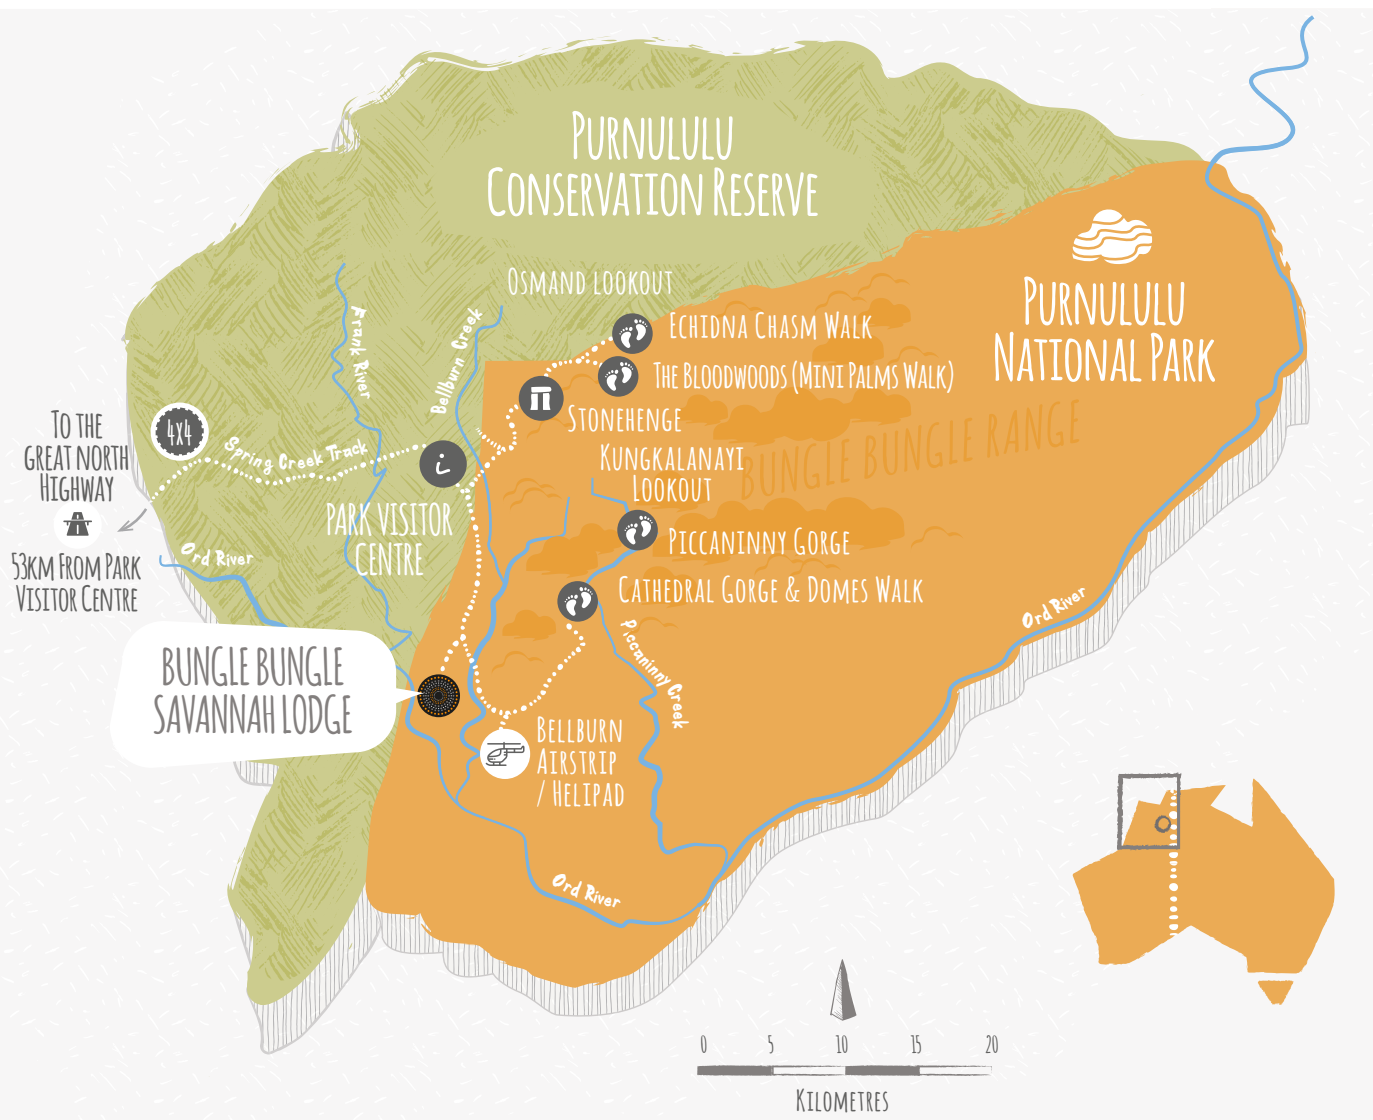 PURNULULU
CONSERVATION RESERVE
PURNULULU
NATIONAL PARK
OSMAND LOOKOUT
ECHIDNA CHASM WALK
THE BLOODWOODS (MINI PALMS WALK)
STONEHENGE
BUNGLE BUNGLE RANGE
KUNGKALANAYI
LOOKOUT
Frank River
Bellburn Creek
4X4
Spring Creek Track
TO THE
GREAT NORTH
HIGHWAY
53KM FROM PARK
VISITOR CENTRE
i
PARK VISITOR
CENTRE
Ord River
PICCANINNY GORGE
CATHEDRAL GORGE & DOMES WALK
Piccaninny Creek
Ord River
BUNGLE BUNGLE
SAVANNAH LODGE
BELLBURN
AIRSTRIP
/ HELIPAD
Ord River
0 5 10 15 20
KILOMETRES